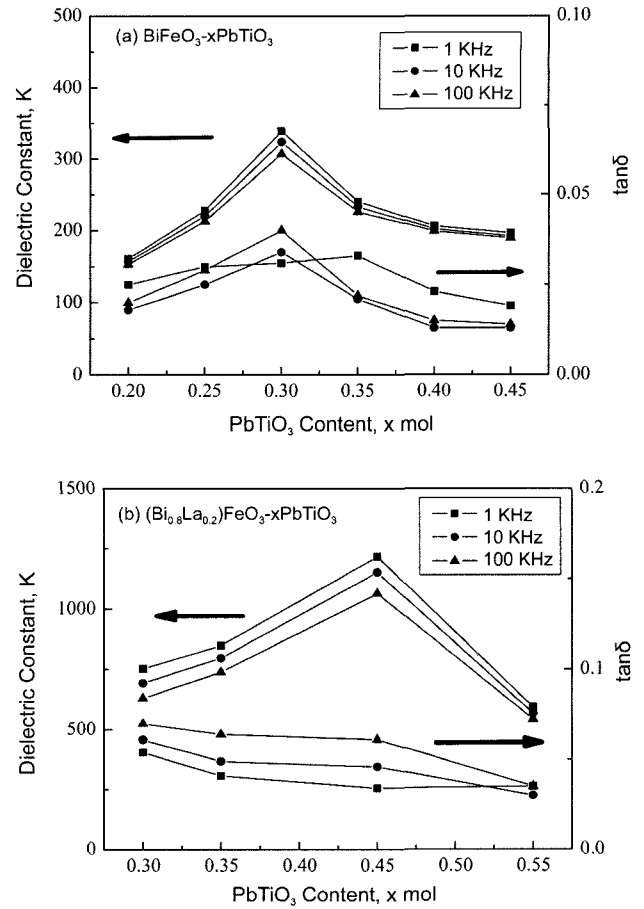 500
400
300
200
100
0
Dielectric Constant, K
(a) BiFeO₃-xPbTiO₃
1 KHz
10 KHz
100 KHz
0.10
0.05
0.00
tanδ
0.20 0.25 0.30 0.35 0.40 0.45
PbTiO₃ Content, x mol
1500
1000
500
0
Dielectric Constant, K
(b) (Bi₀.₈La₀.₂)FeO₃-xPbTiO₃
1 KHz
10 KHz
100 KHz
0.2
0.1
0.0
tanδ
0.30 0.35 0.40 0.45 0.50 0.55
PbTiO₃ Content, x mol